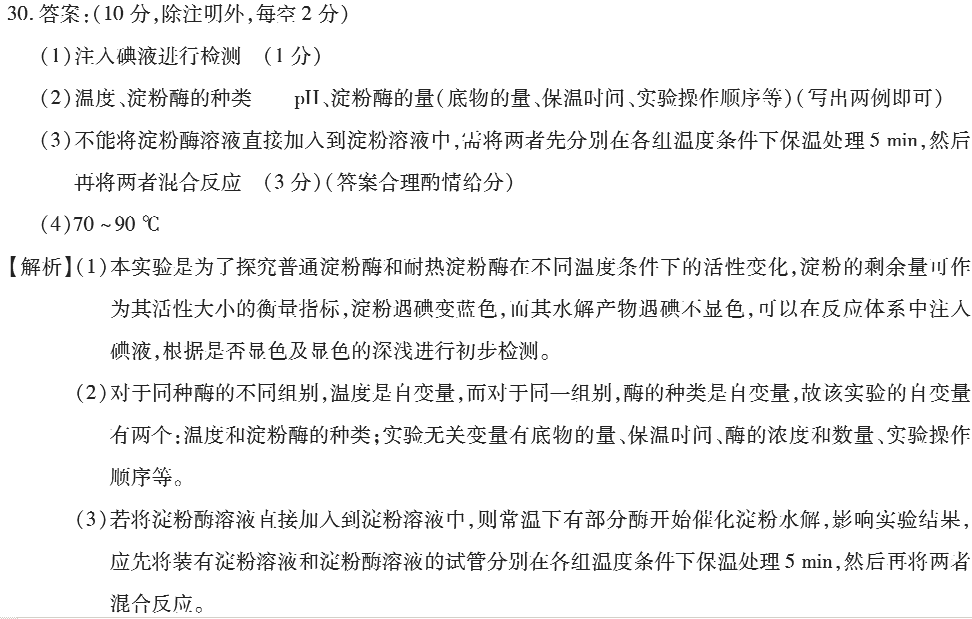 30. 答案:(10 分,除注明外,每空 2 分)
(1)注入碘液进行检测 (1 分)
(2)温度、淀粉酶的种类 pH、淀粉酶的量(底物的量、保温时间、实验操作顺序等)(写出两例即可)
(3)不能将淀粉酶溶液直接加入到淀粉溶液中,需将两者先分别在各组温度条件下保温处理 5 min,然后
再将两者混合反应 (3 分)(答案合理酌情给分)
(4)70 ~ 90 ℃
【解析】(1)本实验是为了探究普通淀粉酶和耐热淀粉酶在不同温度条件下的活性变化,淀粉的剩余量可作
为其活性大小的衡量指标,淀粉遇碘变蓝色,而其水解产物遇碘不显色,可以在反应体系中注入
碘液,根据是否显色及显色的深浅进行初步检测。
(2)对于同种酶的不同组别,温度是自变量,而对于同一组别,酶的种类是自变量,故该实验的自变量
有两个:温度和淀粉酶的种类;实验无关变量有底物的量、保温时间、酶的浓度和数量、实验操作
顺序等。
(3)若将淀粉酶溶液直接加入到淀粉溶液中,则常温下有部分酶开始催化淀粉水解,影响实验结果,
应先将装有淀粉溶液和淀粉酶溶液的试管分别在各组温度条件下保温处理 5 min,然后再将两者
混合反应。